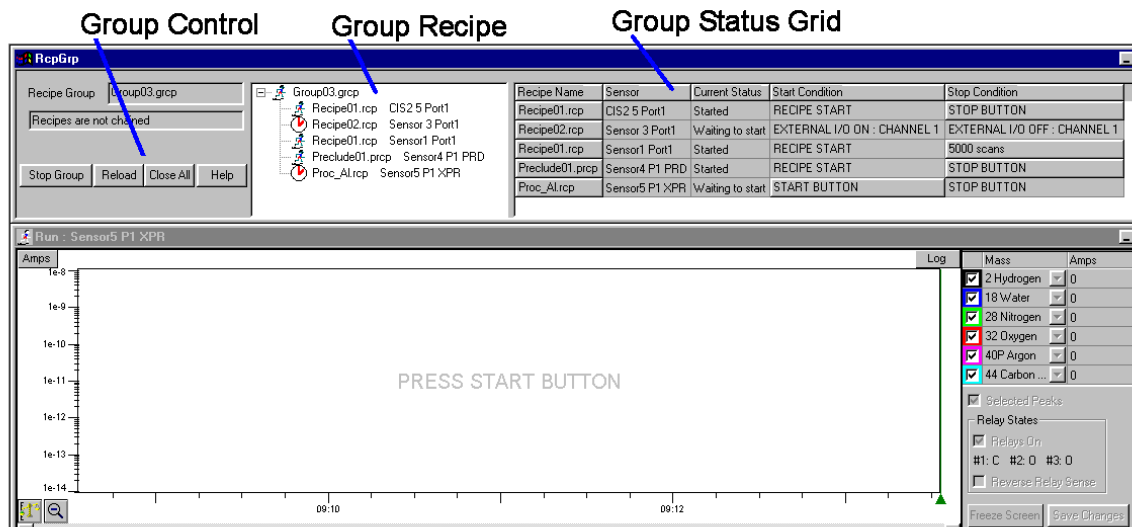 Group Control Group Recipe Group Status Grid
RcpGrp
Recipe Group Group03.grcp
Recipes are not chained
Stop Group Reload Close All Help
Group03.grcp
Recipe01.rcp CIS2 5 Port1
Recipe02.rcp Sensor 3 Port1
Recipe01.rcp Sensor1 Port1
Preclude01.prcp Sensor4 P1 PRD
Proc_Al.rcp Sensor5 P1 XPR
Recipe Name Sensor Current Status Start Condition Stop Condition
Recipe01.rcp CIS2 5 Port1 Started RECIPE START STOP BUTTON
Recipe02.rcp Sensor 3 Port1 Waiting to start EXTERNAL I/O ON : CHANNEL 1 EXTERNAL I/O OFF : CHANNEL 1
Recipe01.rcp Sensor1 Port1 Started RECIPE START 5000 scans
Preclude01.prcp Sensor4 P1 PRD Started RECIPE START STOP BUTTON
Proc_Al.rcp Sensor5 P1 XPR Waiting to start START BUTTON STOP BUTTON
Run : Sensor5 P1 XPR
Amps Log
1e-8
1e-9
1e-10
1e-11
1e-12
1e-13
1e-14
PRESS START BUTTON
09:10 09:12
Mass Amps
2 Hydrogen 0
18 Water 0
28 Nitrogen 0
32 Oxygen 0
40P Argon 0
44 Carbon ... 0
Selected Peaks
Relay States
Relays On
#1: C #2: O #3: O
Reverse Relay Sense
Freeze Screen Save Changes